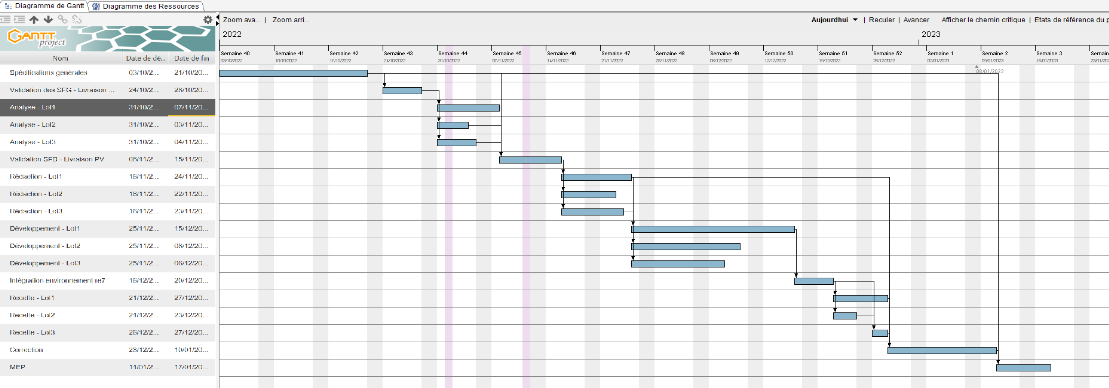 Diagramme de Gantt
Diagramme des Ressources
Zoom ava... | Zoom arri...
Aujourd'hui ▼ | Reculer | Avancer Afficher le chemin critique | Etats de référence du p
GANTT project
2022 2023
Nom Date de dé... Date de fin
Semaine 40 Semaine 41 Semaine 42 Semaine 43 Semaine 44 Semaine 45 Semaine 46 Semaine 47 Semaine 48 Semaine 49 Semaine 50 Semaine 51 Semaine 52 Semaine 1 Semaine 2 Semaine 3
Spécifications générales 03/10/2... 21/10/20...
Validation des SFG - Livraison ... 24/10/2... 28/10/20...
Analyse - Lot1 31/10/2... 07/11/20...
Analyse - Lot2 31/10/2... 03/11/20...
Analyse - Lot3 31/10/2... 04/11/20...
Validation SFD - Livraison PV 15/11/20...
Rédaction - Lot1 16/11/2... 24/11/20...
Rédaction - Lot2 16/11/2... 22/11/20...
Rédaction - Lot3 16/11/2... 23/11/20...
Développement - Lot1 25/11/2... 15/12/20...
Développement - Lot2 25/11/2... 08/12/20...
Développement - Lot3 25/11/2... 06/12/20...
Intégration environnement 16/12/2... 20/12/20...
Recette - Lot1 21/12/2... 27/12/20...
Recette - Lot2 21/12/2... 23/12/20...
Recette - Lot3 26/12/2... 27/12/20...
Correction 28/12/2... 10/01/20...
MEP 11/01/2... 17/01/20...